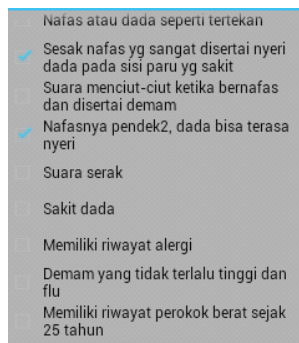 Nafas atau dada seperti tertekan
Sesak nafas yg sangat disertai nyeri
dada pada sisi paru yg sakit
Suara menciut-ciut ketika bernafas
dan disertai demam
Nafasnya pendek2, dada bisa terasa
nyeri
Suara serak
Sakit dada
Memiliki riwayat alergi
Demam yang tidak terlalu tinggi dan
flu
Memiliki riwayat perokok berat sejak
25 tahun